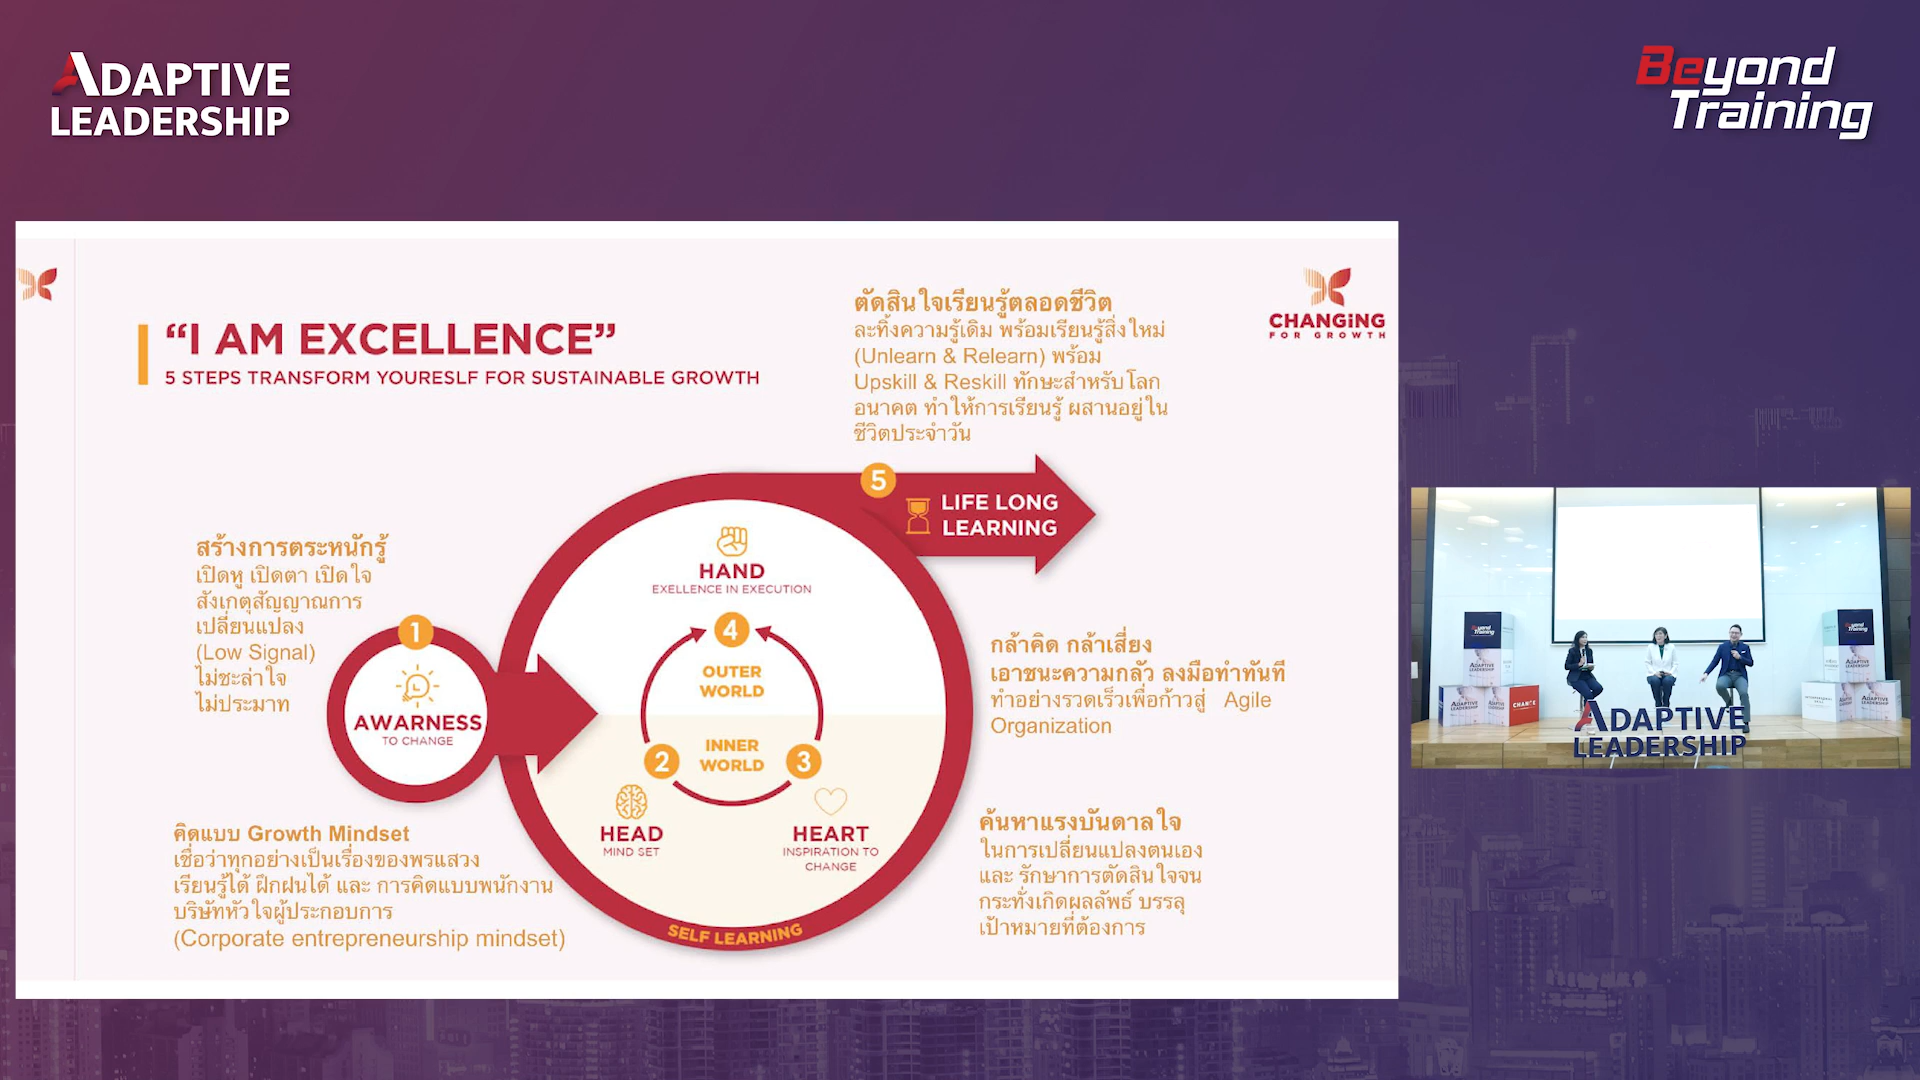 ADAPTIVE
LEADERSHIP
Beyond
Training
"I AM EXCELLENCE"
5 STEPS TRANSFORM YOURESLF FOR SUSTAINABLE GROWTH
CHANGiNG
FOR GROWTH
ตัดสินใจเรียนรู้ตลอดชีวิต
ละทิ้งความรู้เดิม พร้อมเรียนรู้สิ่งใหม่
(Unlearn & Relearn) พร้อม
Upskill & Reskill ทักษะสำหรับโลก
อนาคต ทำให้การเรียนรู้ ผสานอยู่ใน
ชีวิตประจำวัน
5
LIFE LONG
LEARNING
สร้างการตระหนักรู้
เปิดหู เปิดตา เปิดใจ
สังเกตุสัญญาณการ
เปลี่ยนแปลง
(Low Signal)
ไม่ชะล่าใจ
ไม่ประมาท
1
AWARNESS
TO CHANGE
HAND
EXELLENCE IN EXECUTION
4
OUTER
WORLD
INNER
WORLD
2
3
HEAD
MIND SET
HEART
INSPIRATION TO
CHANGE
SELF LEARNING
กล้าคิด กล้าเสี่ยง
เอาชนะความกลัว ลงมือทำทันที
ทำอย่างรวดเร็วเพื่อก้าวสู่ Agile
Organization
คิดแบบ Growth Mindset
เชื่อว่าทุกอย่างเป็นเรื่องของพรแสวง
เรียนรู้ได้ ฝึกฝนได้ และ การคิดแบบพนักงาน
บริษัทหัวใจผู้ประกอบการ
(Corporate entrepreneurship mindset)
ค้นหาแรงบันดาลใจ
ในการเปลี่ยนแปลงตนเอง
และ รักษาการตัดสินใจจน
กระทั่งเกิดผลลัพธ์ บรรลุ
เป้าหมายที่ต้องการ
Beyond
Training
ADAPTIVE
LEADERSHIP
Beyond
Training
ADAPTIVE
LEADERSHIP
ADAPTIVE
LEADERSHIP